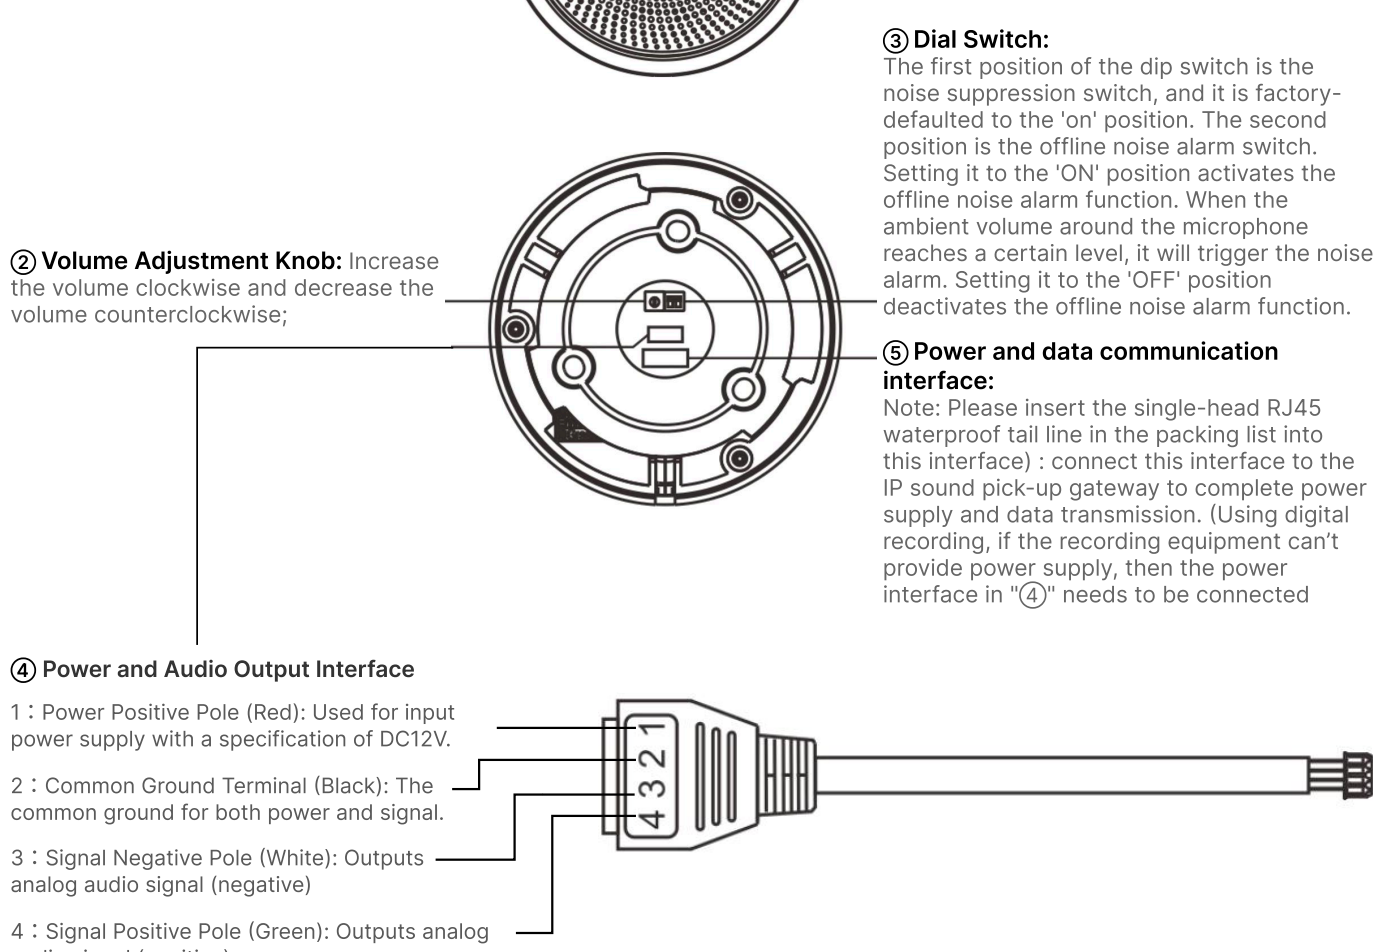 ③ Dial Switch:
The first position of the dip switch is the
noise suppression switch, and it is factory-
defaulted to the 'on' position. The second
position is the offline noise alarm switch.
Setting it to the 'ON' position activates the
offline noise alarm function. When the
ambient volume around the microphone
reaches a certain level, it will trigger the noise
alarm. Setting it to the 'OFF' position
deactivates the offline noise alarm function.
② Volume Adjustment Knob: Increase
the volume clockwise and decrease the
volume counterclockwise;
⑤ Power and data communication
interface:
Note: Please insert the single-head RJ45
waterproof tail line in the packing list into
this interface) : connect this interface to the
IP sound pick-up gateway to complete power
supply and data transmission. (Using digital
recording, if the recording equipment can’t
provide power supply, then the power
interface in "④" needs to be connected
④ Power and Audio Output Interface
1：Power Positive Pole (Red): Used for input
power supply with a specification of DC12V.
2：Common Ground Terminal (Black): The
common ground for both power and signal.
3：Signal Negative Pole (White): Outputs
analog audio signal (negative)
4：Signal Positive Pole (Green): Outputs analog
1
2
3
4